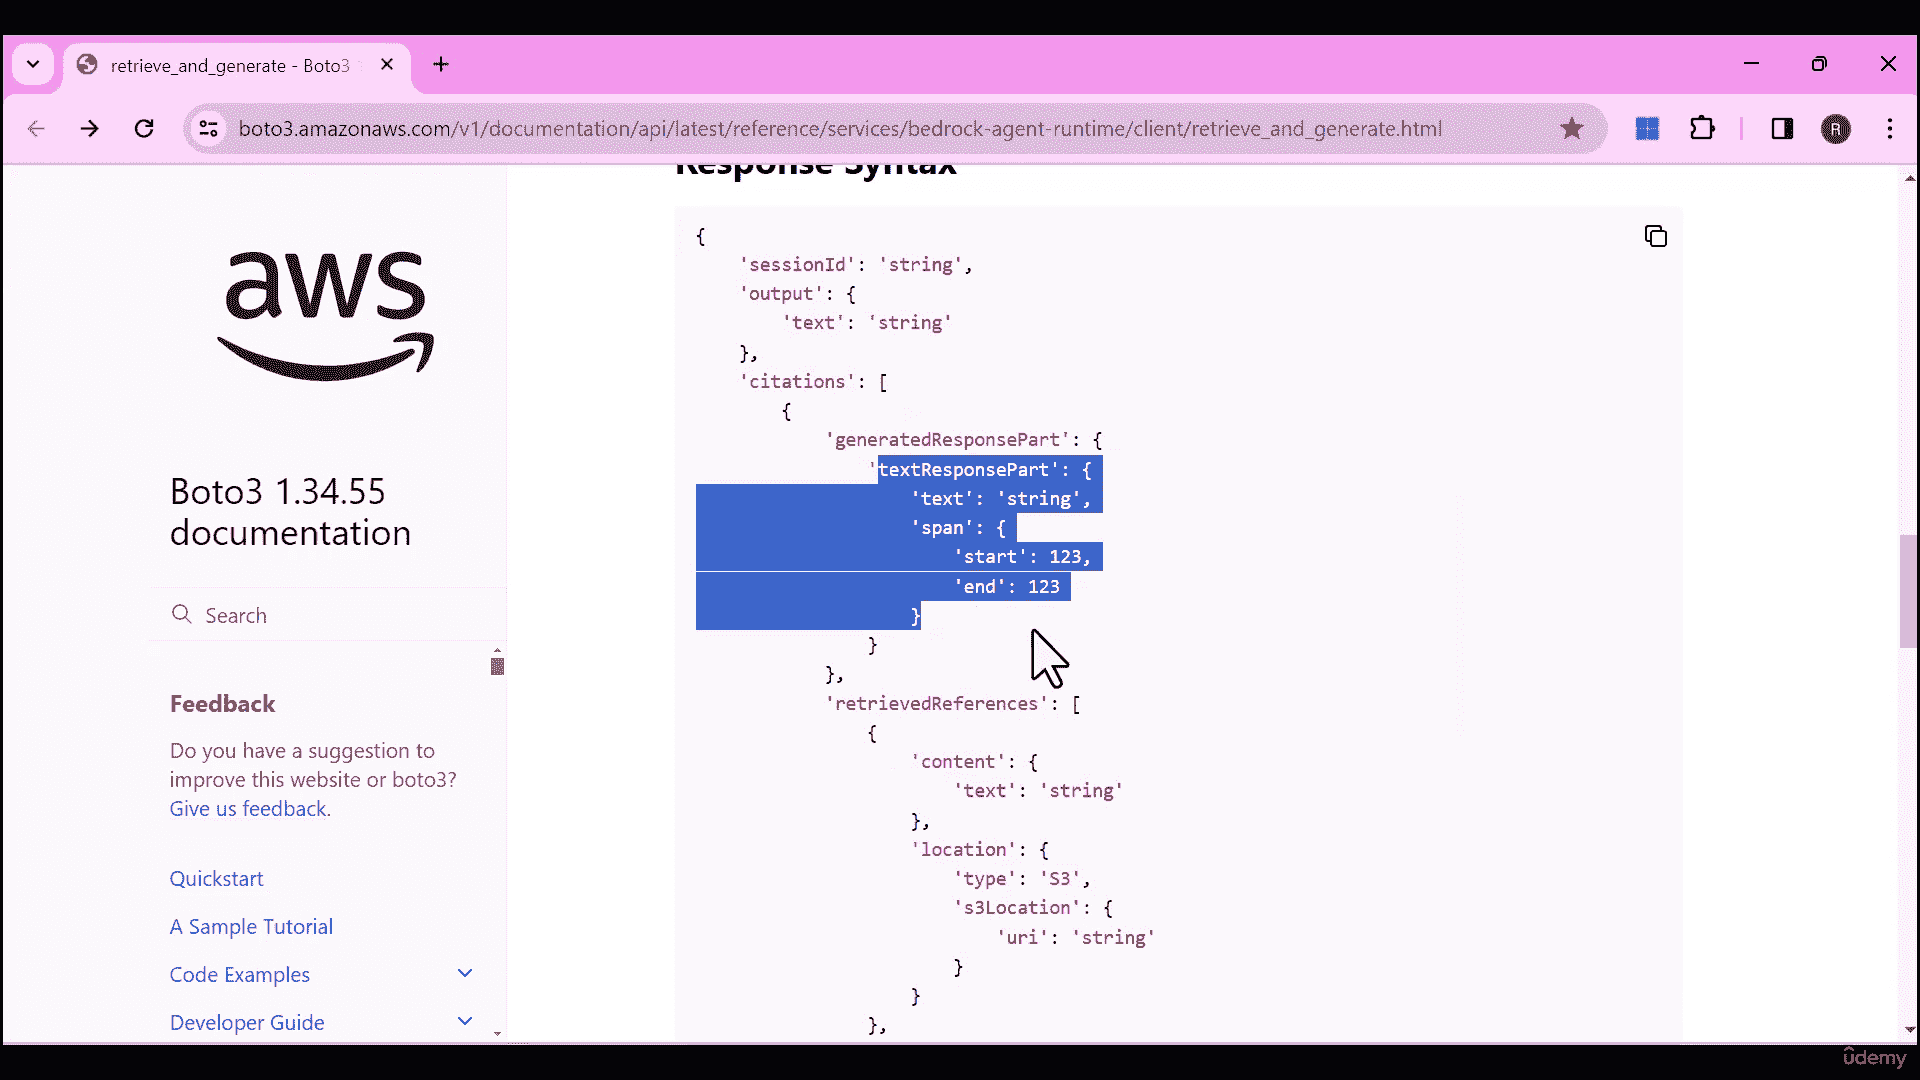 retrieve_and_generate - Boto3
boto3.amazonaws.com/v1/documentation/api/latest/reference/services/bedrock-agent-runtime/client/retrieve_and_generate.html
R
Response Syntax
aws
Boto3 1.34.55
documentation
Search
Feedback
Do you have a suggestion to
improve this website or boto3?
Give us feedback.
Quickstart
A Sample Tutorial
Code Examples
Developer Guide
{
'sessionId': 'string',
'output': {
'text': 'string'
},
'citations': [
{
'generatedResponsePart': {
'textResponsePart': {
'text': 'string',
'span': {
'start': 123,
'end': 123
}
}
},
'retrievedReferences': [
{
'content': {
'text': 'string'
},
'location': {
'type': 'S3',
's3Location': {
'uri': 'string'
}
}
},
udemy